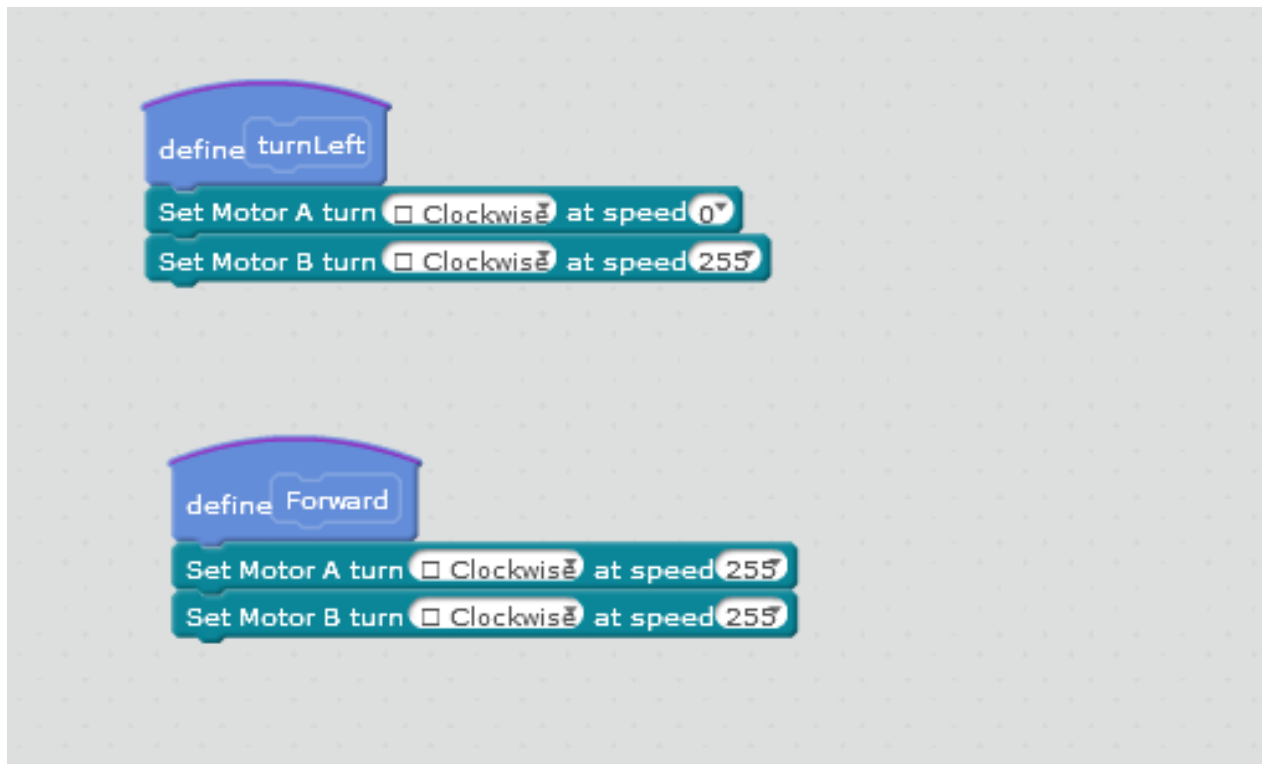 define turnLeft
Set Motor A turn Clockwise at speed 0
Set Motor B turn Clockwise at speed 255
define Forward
Set Motor A turn Clockwise at speed 255
Set Motor B turn Clockwise at speed 255